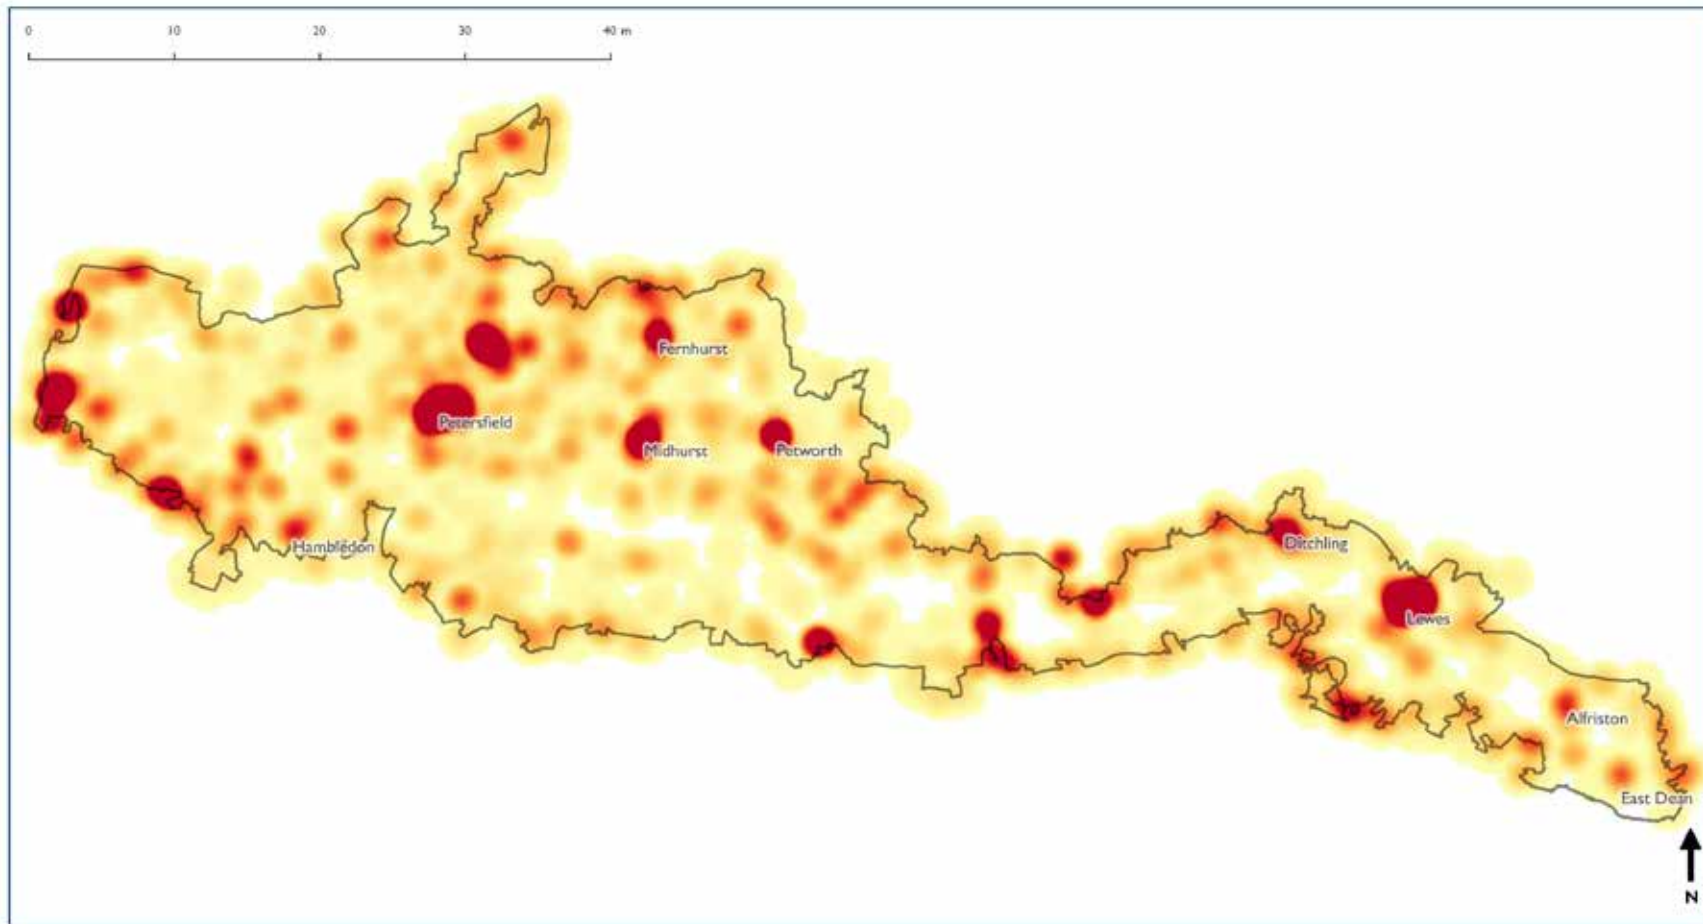 0 10 20 30 40 m
Fernhurst
Petersfield
Midhurst
Petworth
Hambledon
Ditchling
Lewes
Alfriston
East Dean
N